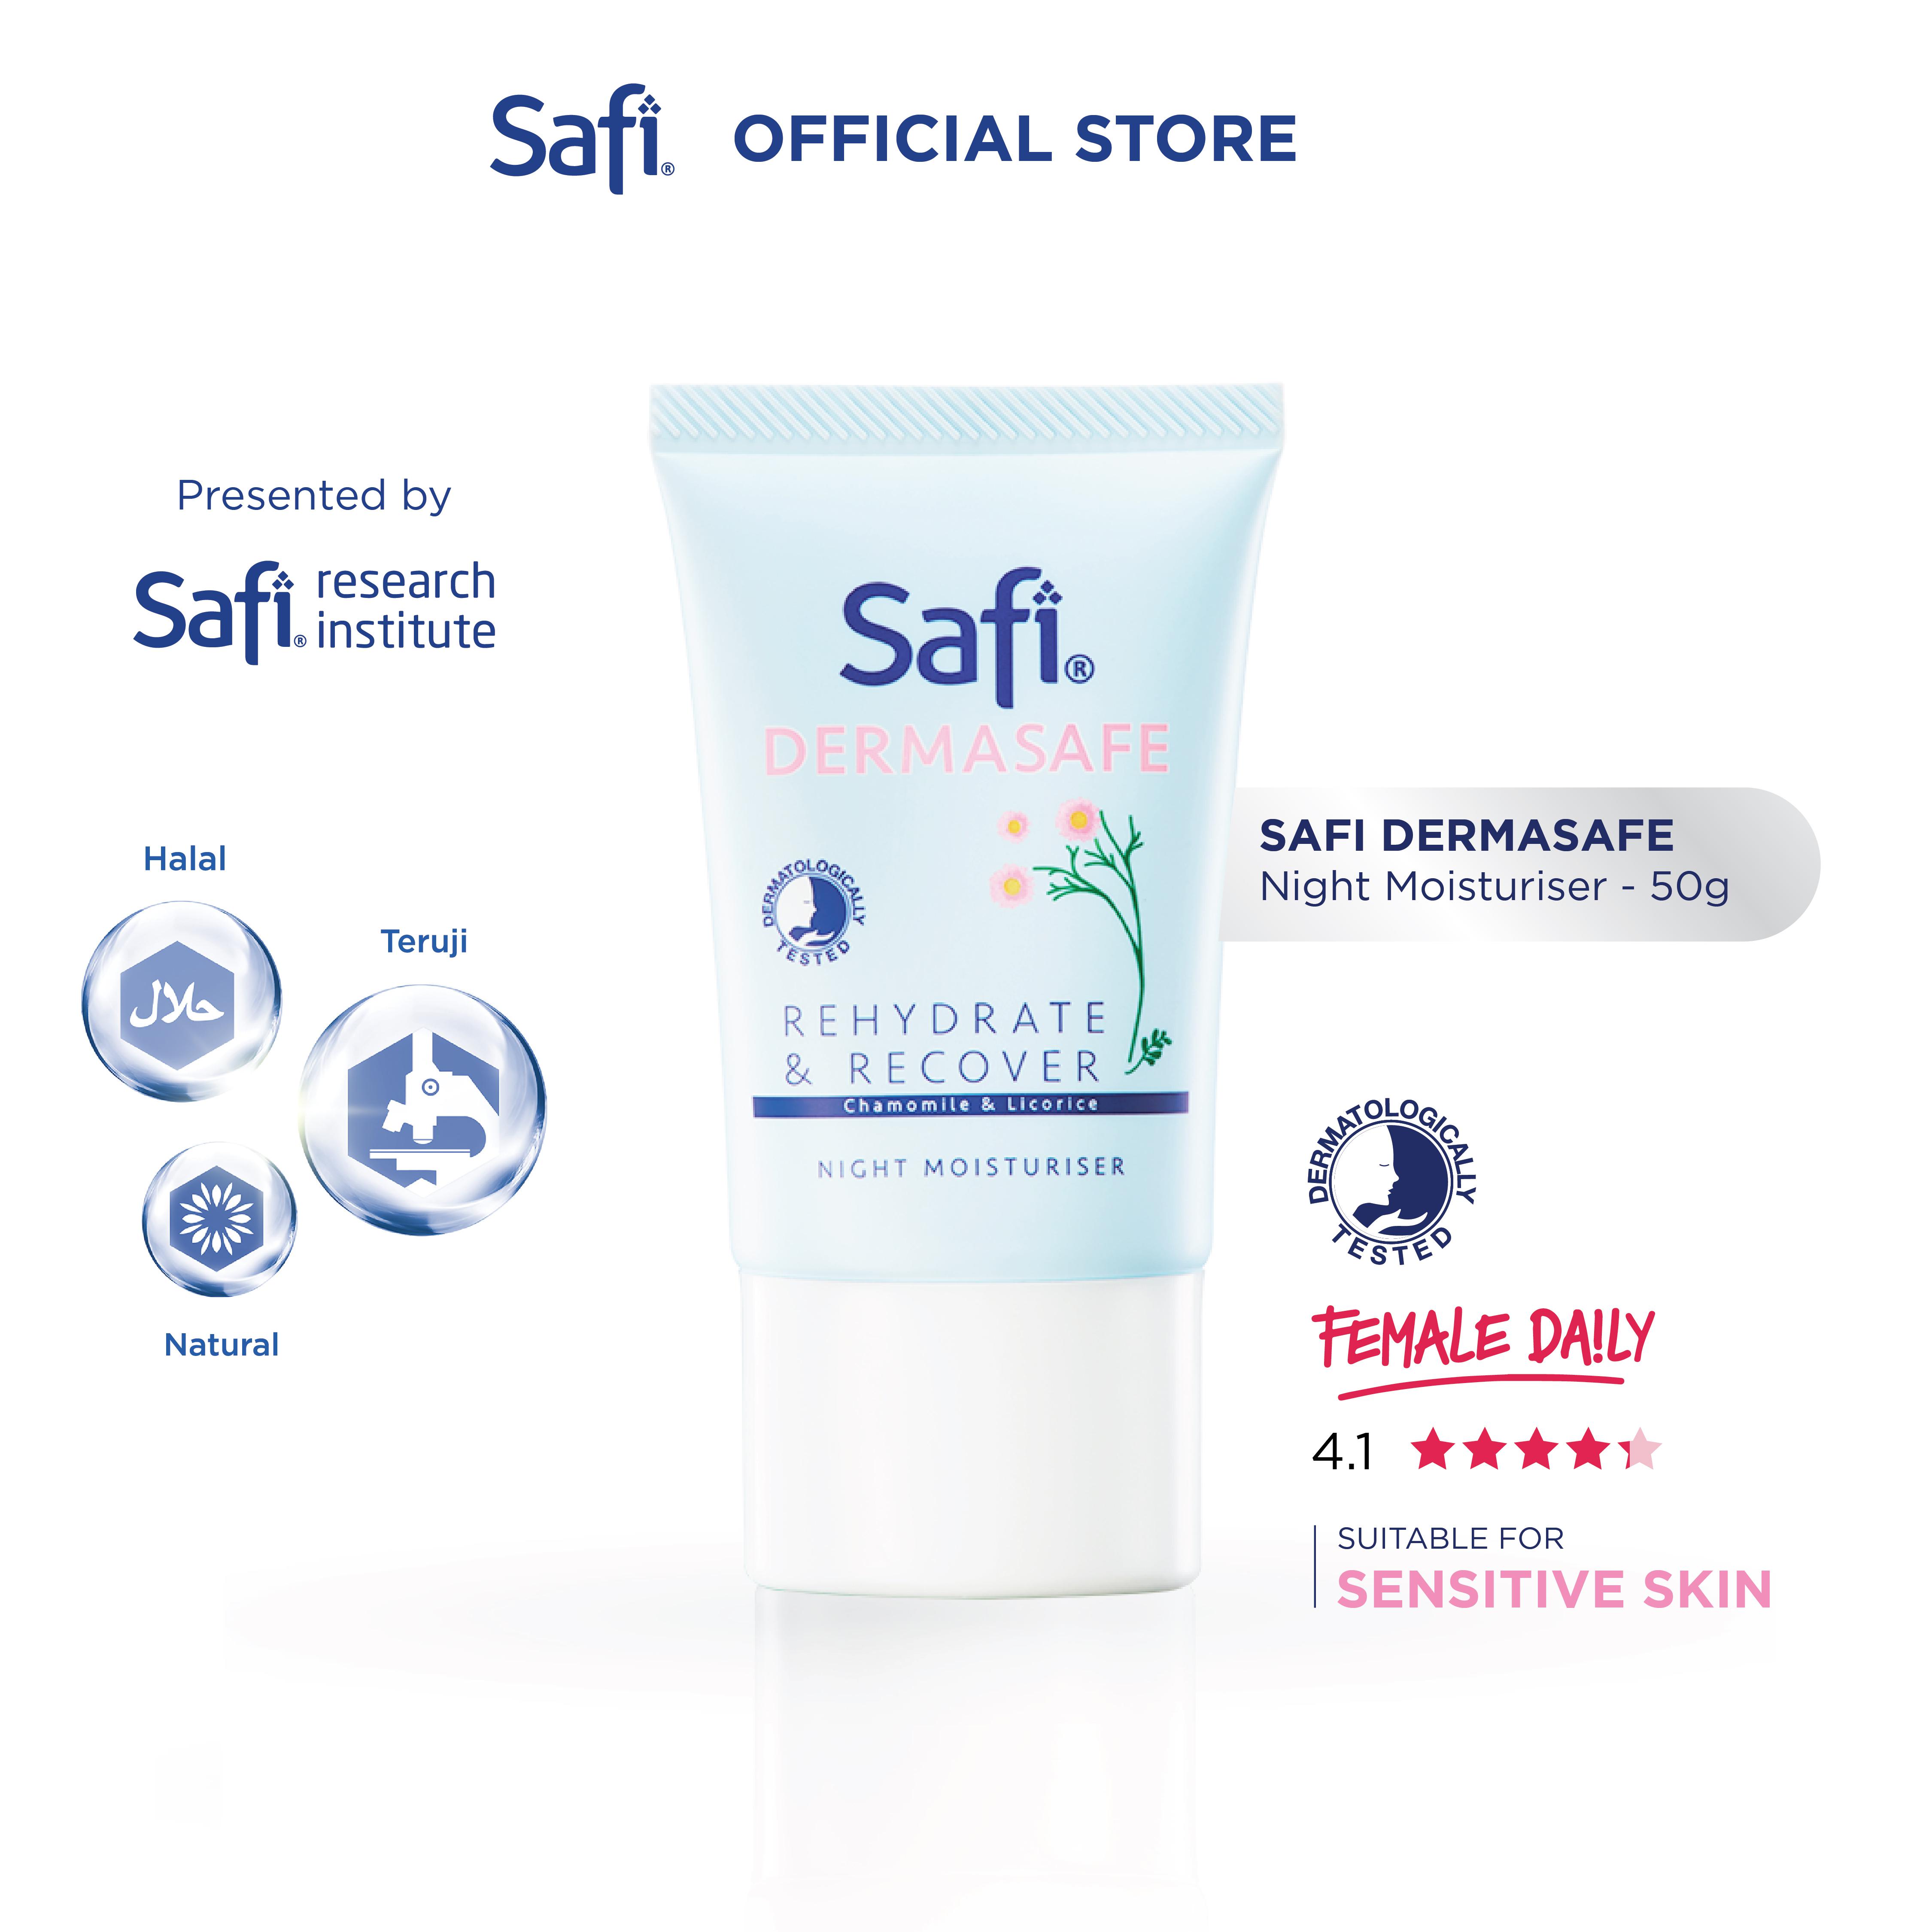 Safi® OFFICIAL STORE
Presented by
Safi® research
institute
Halal
حلال
Teruji
Natural
Safi®
DERMASAFE
DERMATOLOGICALLY
TESTED
REHYDRATE
& RECOVER
Chamomile & Licorice
NIGHT MOISTURISER
SAFI DERMASAFE
Night Moisturiser - 50g
DERMATOLOGICALLY
TESTED
FEMALE DA!LY
4.1
SUITABLE FOR
SENSITIVE SKIN